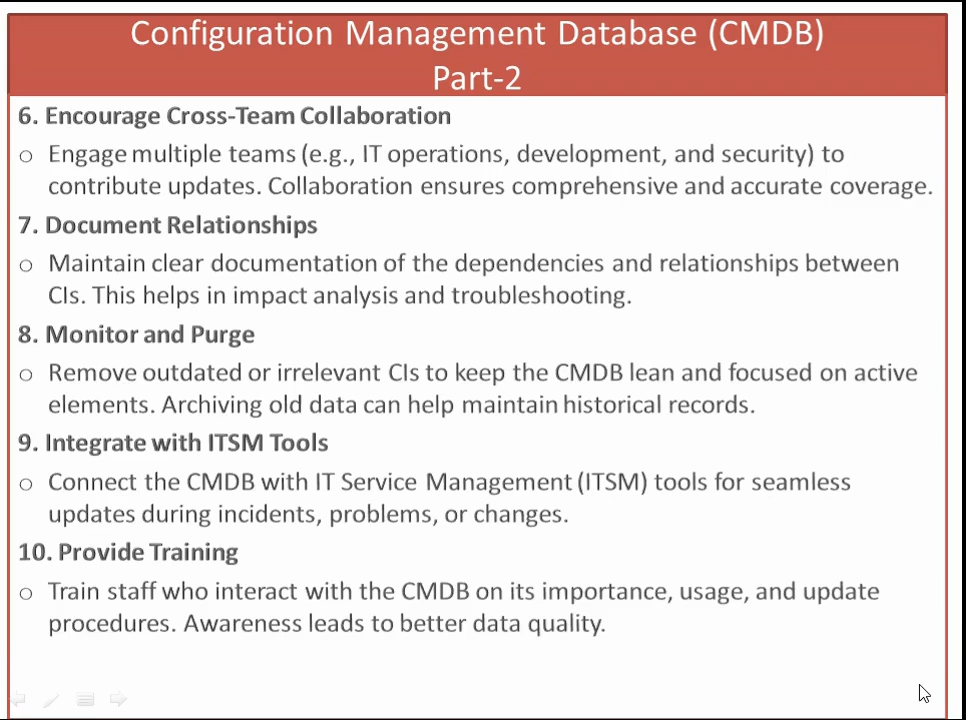 Configuration Management Database (CMDB)
Part-2
6. Encourage Cross-Team Collaboration
o Engage multiple teams (e.g., IT operations, development, and security) to
contribute updates. Collaboration ensures comprehensive and accurate coverage.
7. Document Relationships
o Maintain clear documentation of the dependencies and relationships between
CIs. This helps in impact analysis and troubleshooting.
8. Monitor and Purge
o Remove outdated or irrelevant CIs to keep the CMDB lean and focused on active
elements. Archiving old data can help maintain historical records.
9. Integrate with ITSM Tools
o Connect the CMDB with IT Service Management (ITSM) tools for seamless
updates during incidents, problems, or changes.
10. Provide Training
o Train staff who interact with the CMDB on its importance, usage, and update
procedures. Awareness leads to better data quality.